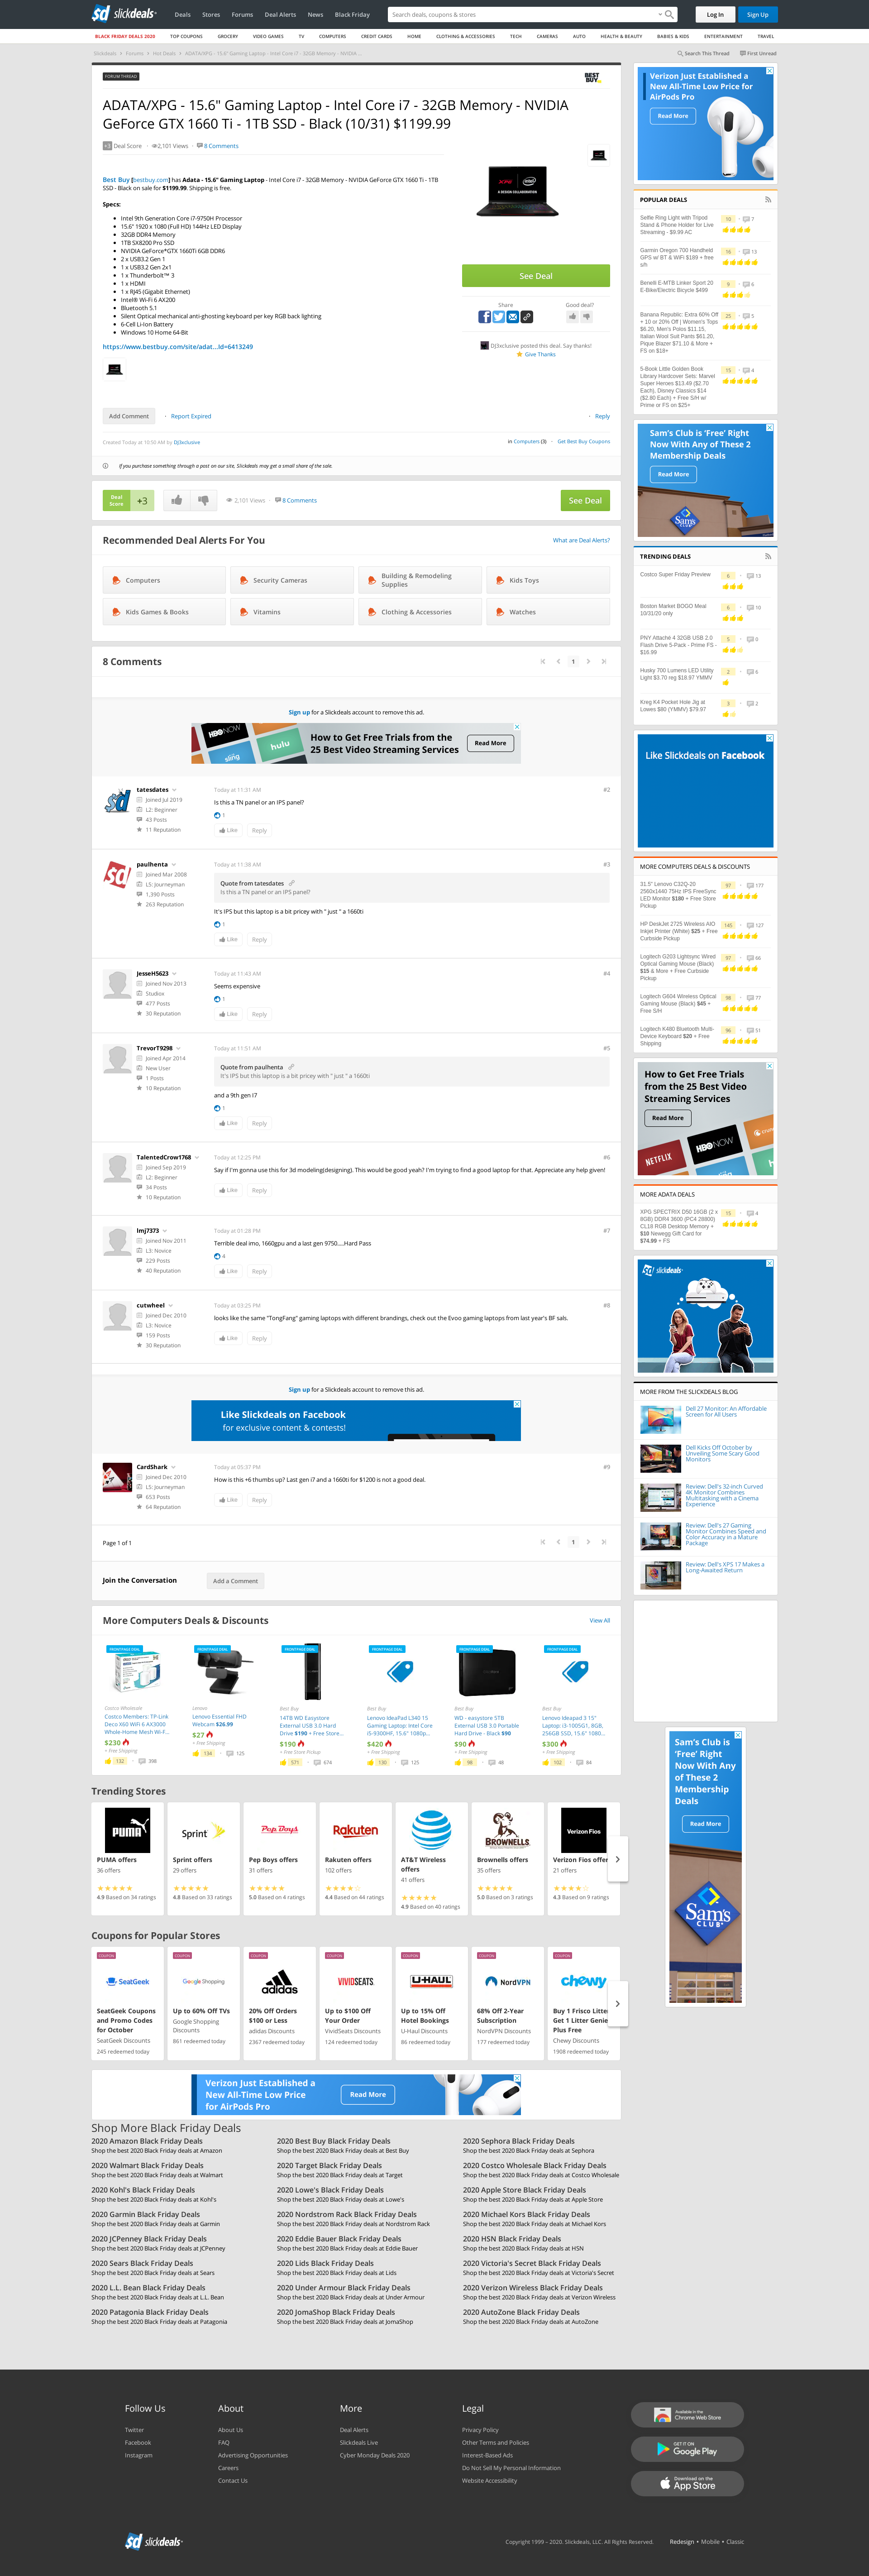 slickdeals
Deals Stores Forums Deal Alerts News Black Friday
Search deals, coupons & stores
Log In Sign Up
BLACK FRIDAY DEALS 2020 TOP COUPONS GROCERY VIDEO GAMES TV COMPUTERS CREDIT CARDS HOME CLOTHING & ACCESSORIES TECH CAMERAS AUTO HEALTH & BEAUTY BABIES & KIDS ENTERTAINMENT TRAVEL
Slickdeals Forums Hot Deals ADATA/XPG - 15.6" Gaming Laptop - Intel Core i7 - 32GB Memory - NVIDIA ...
Search This Thread First Unread
FORUM THREAD
BEST BUY
ADATA/XPG - 15.6" Gaming Laptop - Intel Core i7 - 32GB Memory - NVIDIA
GeForce GTX 1660 Ti - 1TB SSD - Black (10/31) $1199.99
+3 Deal Score 2,101 Views 8 Comments
Best Buy [bestbuy.com] has Adata - 15.6" Gaming Laptop - Intel Core i7 - 32GB Memory - NVIDIA GeForce GTX 1660 Ti - 1TB
SSD - Black on sale for $1199.99. Shipping is free.
Specs:
Intel 9th Generation Core i7-9750H Processor
15.6" 1920 x 1080 (Full HD) 144Hz LED Display
32GB DDR4 Memory
1TB SX8200 Pro SSD
NVIDIA GeForce*GTX 1660Ti 6GB DDR6
2 x USB3.2 Gen 1
1 x USB3.2 Gen 2x1
1 x Thunderbolt™ 3
1 x HDMI
1 x RJ45 (Gigabit Ethernet)
Intel® Wi-Fi 6 AX200
Bluetooth 5.1
Silent Optical mechanical anti-ghosting keyboard per key RGB back lighting
6-Cell Li-Ion Battery
Windows 10 Home 64-Bit
https://www.bestbuy.com/site/adat...Id=6413249
See Deal
Share Good deal?
DJ3xclusive posted this deal. Say thanks!
Give Thanks
Add Comment Report Expired Reply
Created Today at 10:50 AM by DJ3xclusive
in Computers (3) Get Best Buy Coupons
If you purchase something through a post on our site, Slickdeals may get a small share of the sale.
Deal
Score
+3
2,101 Views 8 Comments
See Deal
Recommended Deal Alerts For You
What are Deal Alerts?
Computers
Security Cameras
Building & Remodeling
Supplies
Kids Toys
Kids Games & Books
Vitamins
Clothing & Accessories
Watches
8 Comments
1
Sign up for a Slickdeals account to remove this ad.
How to Get Free Trials from the
25 Best Video Streaming Services
Read More
sling
hulu
tatesdates
Joined Jul 2019
L2: Beginner
43 Posts
11 Reputation
Today at 11:31 AM
#2
Is this a TN panel or an IPS panel?
1
Like Reply
paulhenta
Joined Mar 2008
L5: Journeyman
1,390 Posts
263 Reputation
Today at 11:38 AM
#3
Quote from tatesdates
Is this a TN panel or an IPS panel?
It's IPS but this laptop is a bit pricey with " just " a 1660ti
1
Like Reply
JesseH5623
Joined Nov 2013
Studiox
477 Posts
30 Reputation
Today at 11:43 AM
#4
Seems expensive
1
Like Reply
TrevorT9298
Joined Apr 2014
New User
1 Posts
10 Reputation
Today at 11:51 AM
#5
Quote from paulhenta
It's IPS but this laptop is a bit pricey with " just " a 1660ti
and a 9th gen I7
1
Like Reply
TalentedCrow1768
Joined Sep 2019
L2: Beginner
34 Posts
10 Reputation
Today at 12:25 PM
#6
Say if I'm gonna use this for 3d modeling(designing). This would be good yeah? I'm trying to find a good laptop for that. Appreciate any help given!
Like Reply
lmj7373
Joined Nov 2011
L3: Novice
229 Posts
40 Reputation
Today at 01:28 PM
#7
Terrible deal imo, 1660gpu and a last gen 9750.....Hard Pass
4
Like Reply
cutwheel
Joined Dec 2010
L3: Novice
159 Posts
30 Reputation
Today at 03:25 PM
#8
looks like the same "TongFang" gaming laptops with different brandings, check out the Evoo gaming laptops from last year's BF sals.
Like Reply
Sign up for a Slickdeals account to remove this ad.
Like Slickdeals on Facebook
for exclusive content & contests!
CardShark
Joined Dec 2010
L5: Journeyman
653 Posts
64 Reputation
Today at 05:37 PM
#9
How is this +6 thumbs up? Last gen i7 and a 1660ti for $1200 is not a good deal.
Like Reply
Page 1 of 1
1
Join the Conversation
Add a Comment
More Computers Deals & Discounts
View All
FRONTPAGE DEAL
Costco Wholesale
Costco Members: TP-Link
Deco X60 WiFi 6 AX3000
Whole-Home Mesh Wi-F...
$230
+ Free Shipping
132 398
FRONTPAGE DEAL
Lenovo
Lenovo Essential FHD
Webcam $26.99
$27
+ Free Shipping
134 125
FRONTPAGE DEAL
Best Buy
14TB WD Easystore
External USB 3.0 Hard
Drive $190 + Free Store...
$190
+ Free Store Pickup
571 674
FRONTPAGE DEAL
Best Buy
Lenovo IdeaPad L340 15
Gaming Laptop: Intel Core
i5-9300HF, 15.6" 1080p...
$420
+ Free Shipping
130 125
FRONTPAGE DEAL
Best Buy
WD - easystore 5TB
External USB 3.0 Portable
Hard Drive - Black $90
$90
+ Free Shipping
98 48
FRONTPAGE DEAL
Best Buy
Lenovo Ideapad 3 15"
Laptop: i3-1005G1, 8GB,
256GB SSD, 15.6" 1080...
$300
+ Free Shipping
102 84
Trending Stores
PUMA
PUMA offers
36 offers
4.9 Based on 34 ratings
Sprint
Sprint offers
29 offers
4.8 Based on 33 ratings
Pep Boys
Pep Boys offers
31 offers
5.0 Based on 4 ratings
Rakuten
Rakuten offers
102 offers
4.4 Based on 44 ratings
AT&T Wireless
offers
41 offers
4.9 Based on 40 ratings
BROWNELLS
Brownells offers
35 offers
5.0 Based on 3 ratings
Verizon Fios
Verizon Fios offers
21 offers
4.3 Based on 9 ratings
Coupons for Popular Stores
COUPON
SeatGeek
SeatGeek Coupons
and Promo Codes
for October
SeatGeek Discounts
245 redeemed today
COUPON
Google Shopping
Up to 60% Off TVs
Google Shopping
Discounts
861 redeemed today
COUPON
adidas
20% Off Orders
$100 or Less
adidas Discounts
2367 redeemed today
COUPON
VIVIDSEATS
Up to $100 Off
Your Order
VividSeats Discounts
124 redeemed today
COUPON
U-HAUL
Up to 15% Off
Hotel Bookings
U-Haul Discounts
86 redeemed today
COUPON
NordVPN
68% Off 2-Year
Subscription
NordVPN Discounts
177 redeemed today
COUPON
chewy
Buy 1 Frisco Litter,
Get 1 Litter Genie
Plus Free
Chewy Discounts
1908 redeemed today
Verizon Just Established a
New All-Time Low Price
for AirPods Pro
Read More
Shop More Black Friday Deals
2020 Amazon Black Friday Deals
Shop the best 2020 Black Friday deals at Amazon
2020 Best Buy Black Friday Deals
Shop the best 2020 Black Friday deals at Best Buy
2020 Sephora Black Friday Deals
Shop the best 2020 Black Friday deals at Sephora
2020 Walmart Black Friday Deals
Shop the best 2020 Black Friday deals at Walmart
2020 Target Black Friday Deals
Shop the best 2020 Black Friday deals at Target
2020 Costco Wholesale Black Friday Deals
Shop the best 2020 Black Friday deals at Costco Wholesale
2020 Kohl's Black Friday Deals
Shop the best 2020 Black Friday deals at Kohl's
2020 Lowe's Black Friday Deals
Shop the best 2020 Black Friday deals at Lowe's
2020 Apple Store Black Friday Deals
Shop the best 2020 Black Friday deals at Apple Store
2020 Garmin Black Friday Deals
Shop the best 2020 Black Friday deals at Garmin
2020 Nordstrom Rack Black Friday Deals
Shop the best 2020 Black Friday deals at Nordstrom Rack
2020 Michael Kors Black Friday Deals
Shop the best 2020 Black Friday deals at Michael Kors
2020 JCPenney Black Friday Deals
Shop the best 2020 Black Friday deals at JCPenney
2020 Eddie Bauer Black Friday Deals
Shop the best 2020 Black Friday deals at Eddie Bauer
2020 HSN Black Friday Deals
Shop the best 2020 Black Friday deals at HSN
2020 Sears Black Friday Deals
Shop the best 2020 Black Friday deals at Sears
2020 Lids Black Friday Deals
Shop the best 2020 Black Friday deals at Lids
2020 Victoria's Secret Black Friday Deals
Shop the best 2020 Black Friday deals at Victoria's Secret
2020 L.L. Bean Black Friday Deals
Shop the best 2020 Black Friday deals at L.L. Bean
2020 Under Armour Black Friday Deals
Shop the best 2020 Black Friday deals at Under Armour
2020 Verizon Wireless Black Friday Deals
Shop the best 2020 Black Friday deals at Verizon Wireless
2020 Patagonia Black Friday Deals
Shop the best 2020 Black Friday deals at Patagonia
2020 JomaShop Black Friday Deals
Shop the best 2020 Black Friday deals at JomaShop
2020 AutoZone Black Friday Deals
Shop the best 2020 Black Friday deals at AutoZone
Verizon Just Established a
New All-Time Low Price for
AirPods Pro
Read More
POPULAR DEALS
Selfie Ring Light with Tripod
Stand & Phone Holder for Live
Streaming - $9.99 AC
10 7
Garmin Oregon 700 Handheld
GPS w/ BT & WiFi $189 + free
s/h
16 13
Benelli E-MTB Linker Sport 20
E-Bike/Electric Bicycle $499
9 6
Banana Republic: Extra 60% Off
+ 10 or 20% Off | Women's Tops
$6.20, Men's Polos $11.15,
Italian Wool Suit Pants $61.20,
Pique Blazer $71.10 & More +
FS on $18+
25 5
5-Book Little Golden Book
Library Hardcover Sets: Marvel
Super Heroes $13.49 ($2.70
Each), Disney Classics $14
($2.80 Each) + Free S/H w/
Prime or FS on $25+
15 4
Sam's Club is 'Free' Right
Now With Any of These 2
Membership Deals
Read More
Sam's
CLUB
TRENDING DEALS
Costco Super Friday Preview
6 13
Boston Market BOGO Meal
10/31/20 only
6 10
PNY Attaché 4 32GB USB 2.0
Flash Drive 5-Pack - Prime FS -
$16.99
5 0
Husky 700 Lumens LED Utility
Light $3.70 reg $18.97 YMMV
2 6
Kreg K4 Pocket Hole Jig at
Lowes $80 (YMMV) $79.97
3 2
Like Slickdeals on Facebook
MORE COMPUTERS DEALS & DISCOUNTS
31.5" Lenovo C32Q-20
2560x1440 75Hz IPS FreeSync
LED Monitor $180 + Free Store
Pickup
97 177
HP DeskJet 2725 Wireless AIO
Inkjet Printer (White) $25 + Free
Curbside Pickup
145 127
Logitech G203 Lightsync Wired
Optical Gaming Mouse (Black)
$15 & More + Free Curbside
Pickup
97 66
Logitech G604 Wireless Optical
Gaming Mouse (Black) $45 +
Free S/H
98 77
Logitech K480 Bluetooth Multi-
Device Keyboard $20 + Free
Shipping
96 51
How to Get Free Trials
from the 25 Best Video
Streaming Services
Read More
HBO NOW
NETFLIX
MORE ADATA DEALS
XPG SPECTRIX D50 16GB (2 x
8GB) DDR4 3600 (PC4 28800)
CL18 RGB Desktop Memory +
$10 Newegg Gift Card for
$74.99 + FS
15 4
slickdeals
MORE FROM THE SLICKDEALS BLOG
Dell 27 Monitor: An Affordable
Screen for All Users
Dell Kicks Off October by
Unveiling Some Scary Good
Monitors
Review: Dell's 32-inch Curved
4K Monitor Combines
Multitasking with a Cinema
Experience
Review: Dell's 27 Gaming
Monitor Combines Speed and
Color Accuracy in a Mature
Package
Review: Dell's XPS 17 Makes a
Long-Awaited Return
Sam's Club is
'Free' Right
Now With Any
of These 2
Membership
Deals
Read More
Sam's
CLUB
Follow Us
Twitter
Facebook
Instagram
About
About Us
FAQ
Advertising Opportunities
Careers
Contact Us
More
Deal Alerts
Slickdeals Live
Cyber Monday Deals 2020
Legal
Privacy Policy
Other Terms and Policies
Interest-Based Ads
Do Not Sell My Personal Information
Website Accessibility
Available in the
Chrome Web Store
GET IT ON
Google Play
Download on the
App Store
slickdeals
Copyright 1999 - 2020. Slickdeals, LLC. All Rights Reserved. Redesign • Mobile • Classic